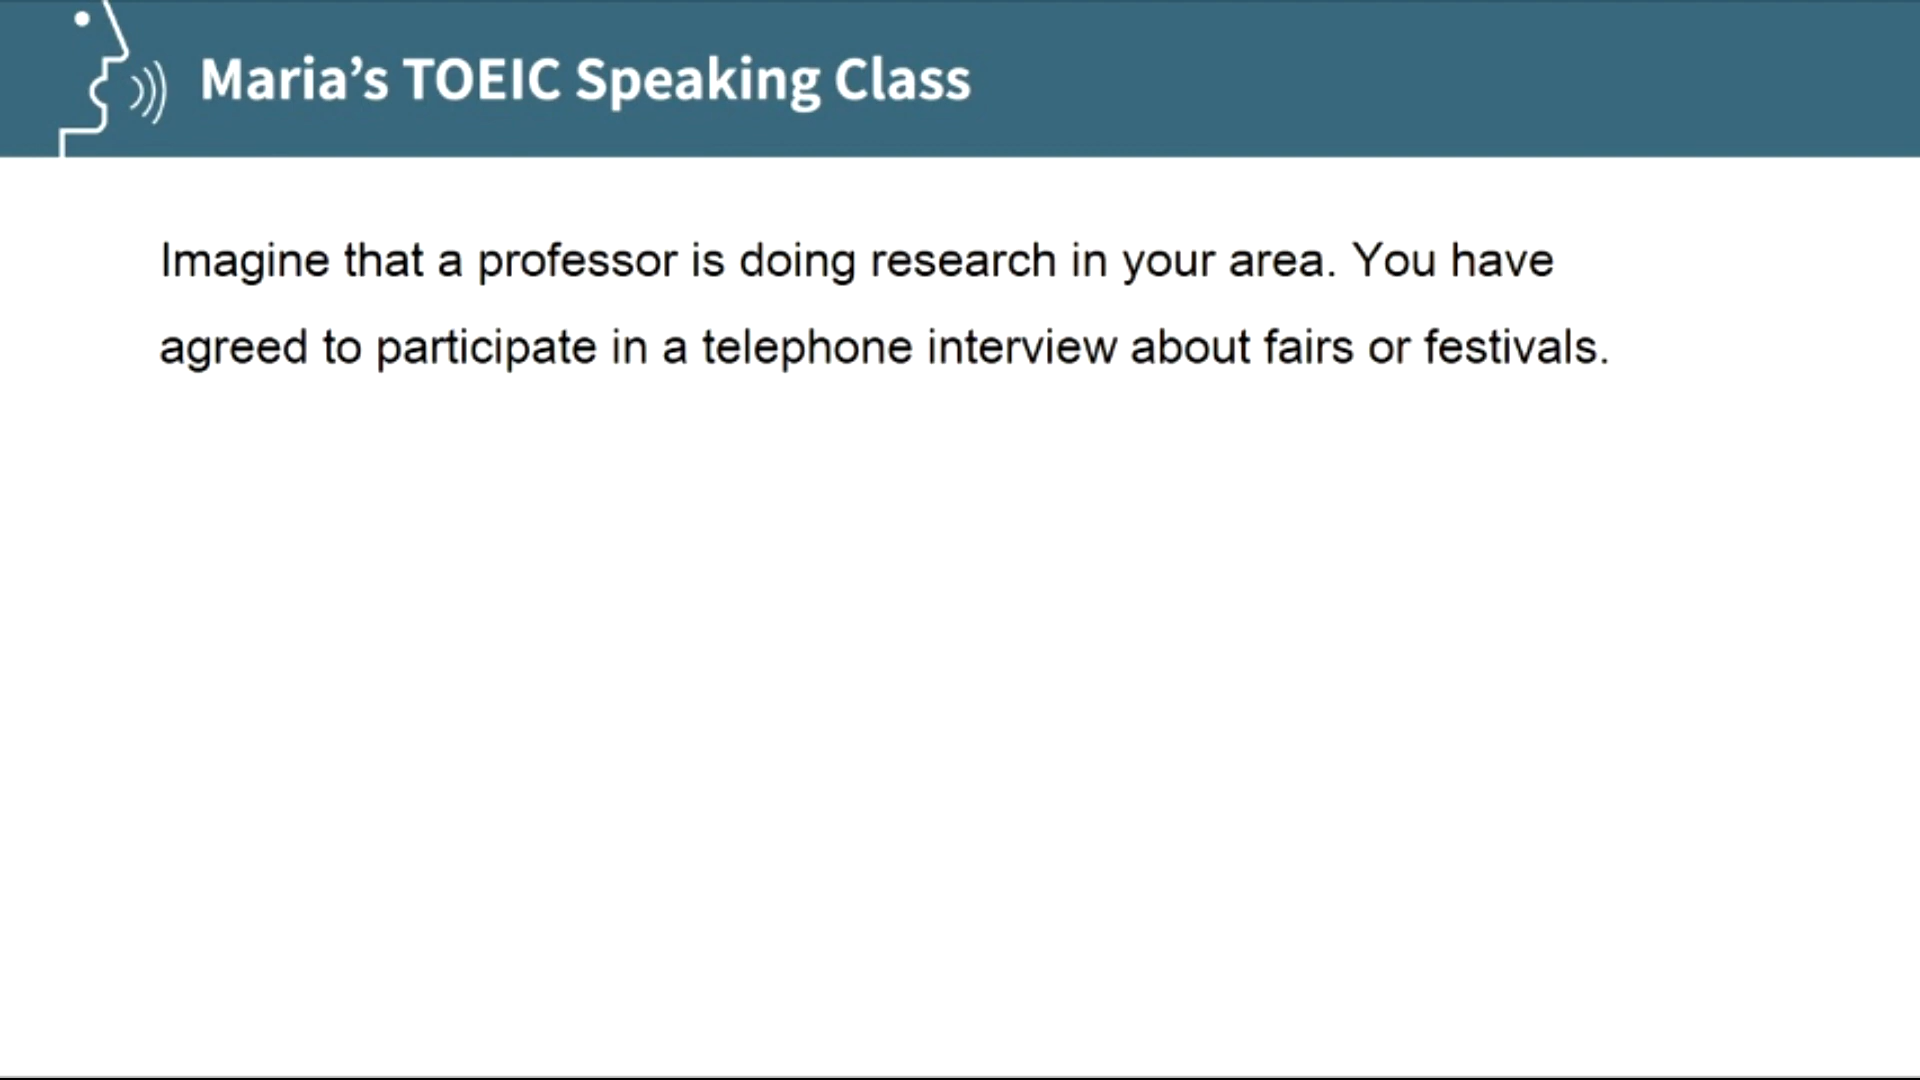 Maria’s TOEIC Speaking Class
Imagine that a professor is doing research in your area. You have
agreed to participate in a telephone interview about fairs or festivals.